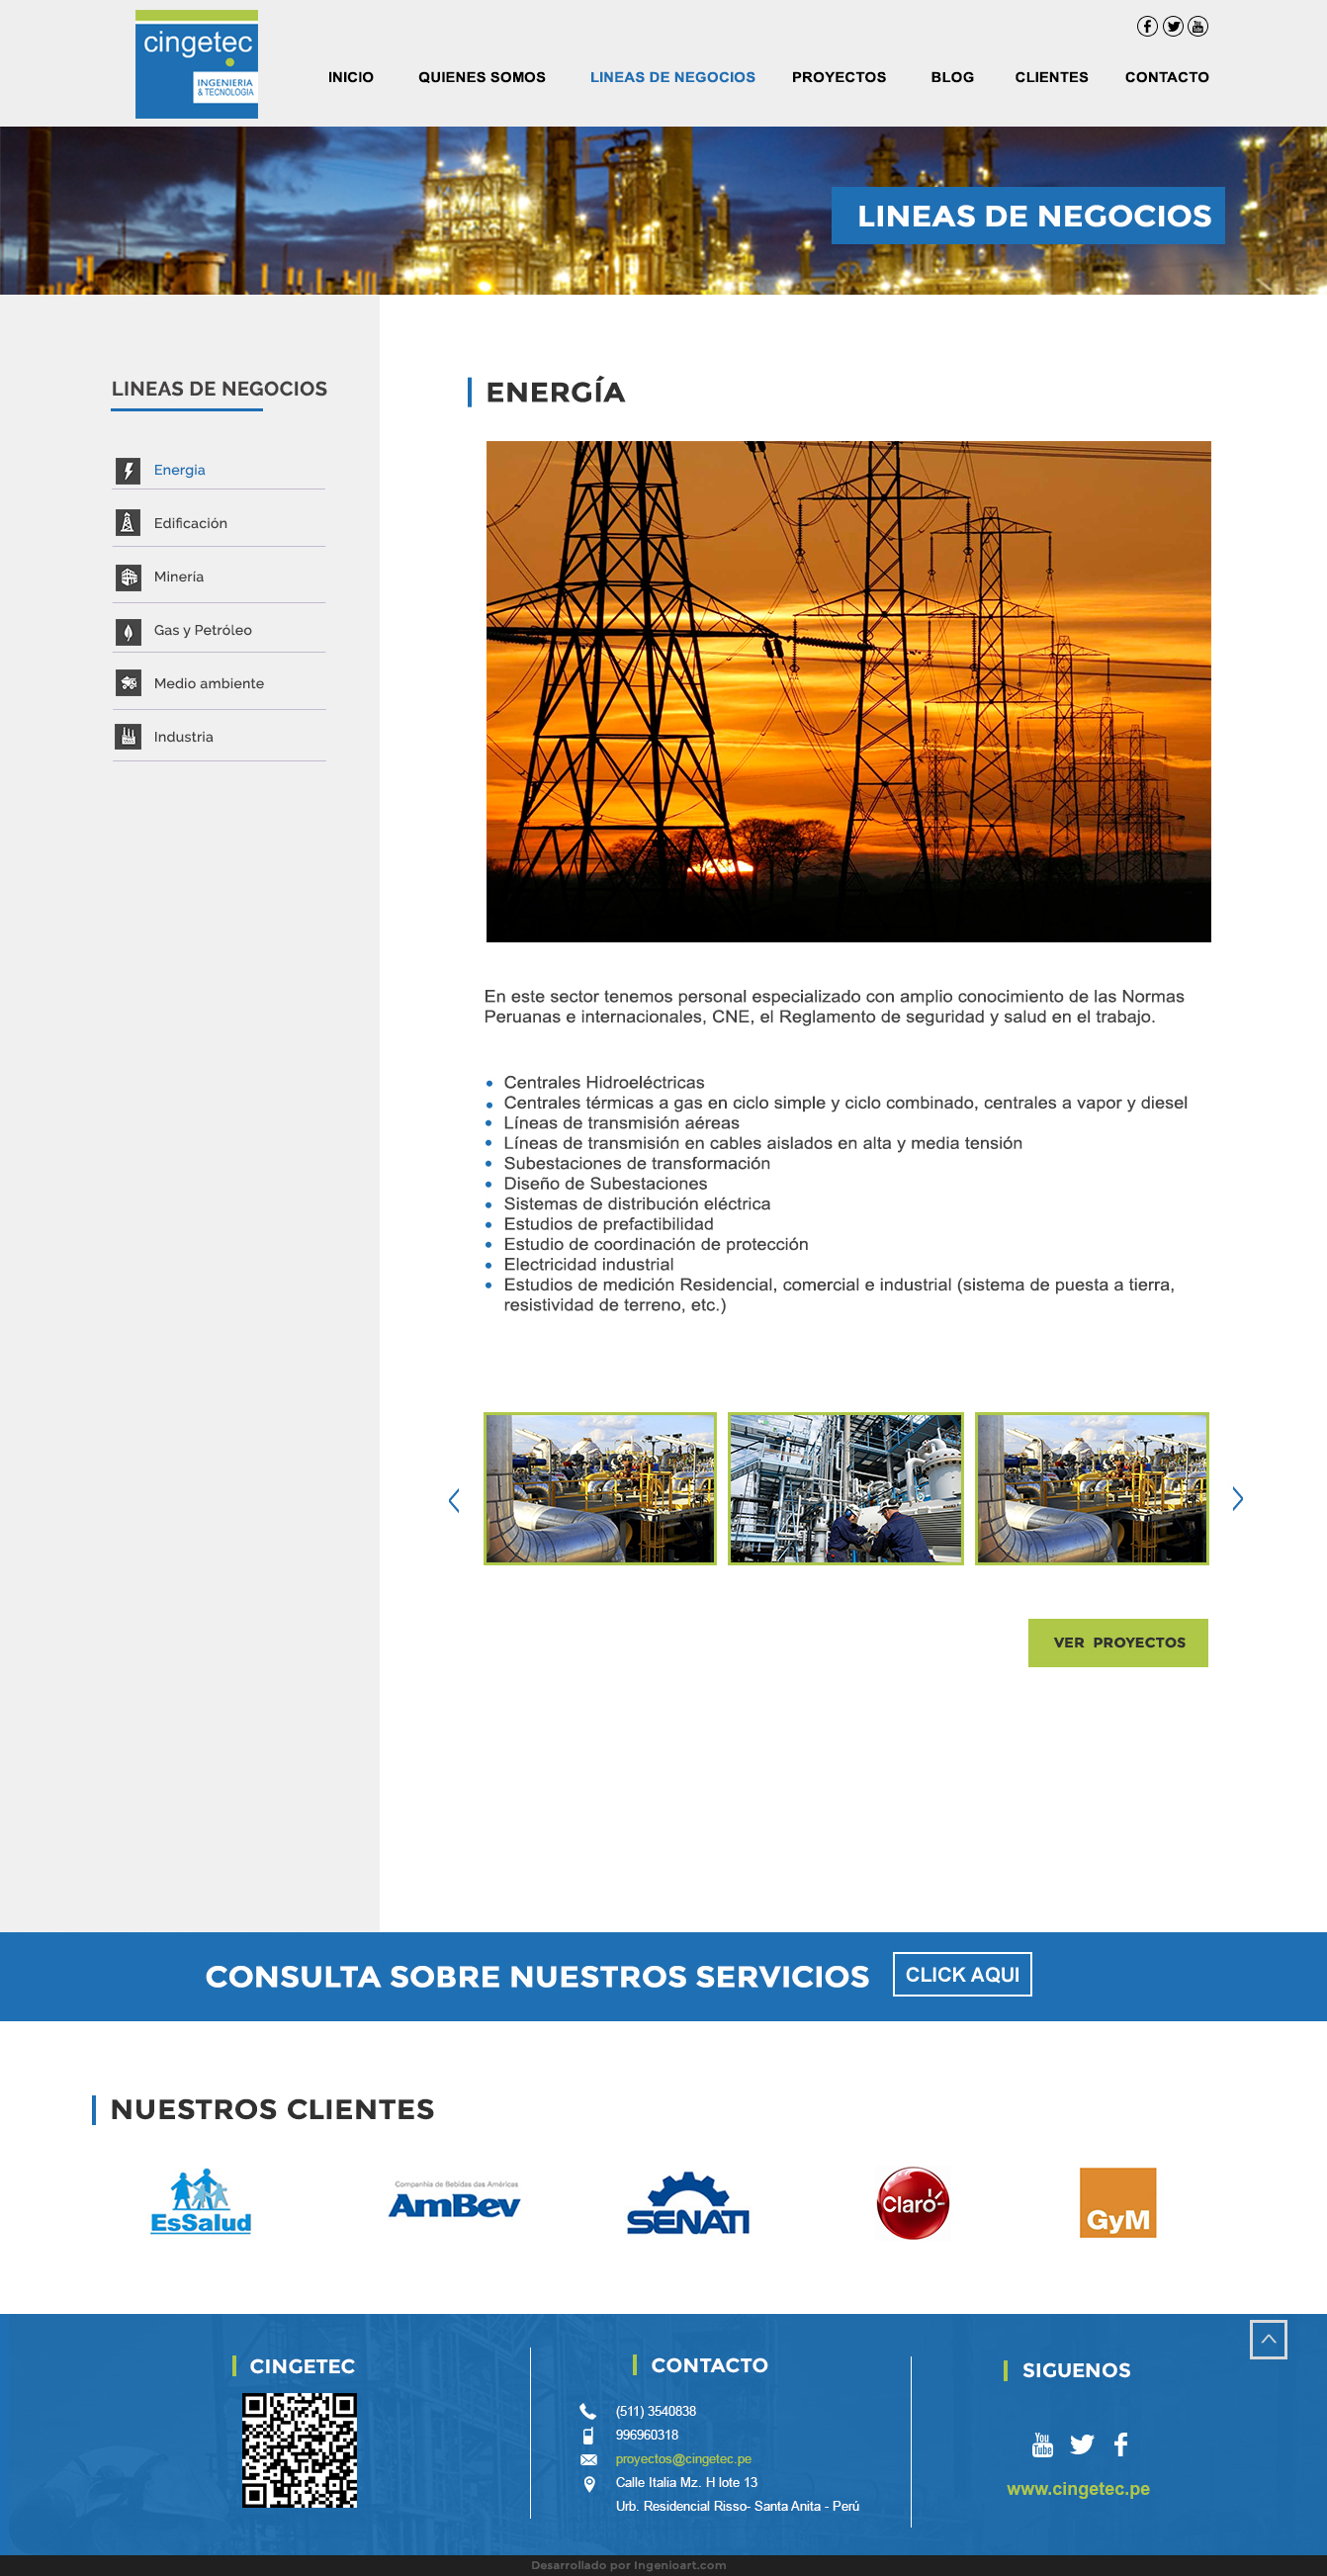 cingetec
INGENIERIA
& TECNOLOGIA
INICIO QUIENES SOMOS LINEAS DE NEGOCIOS PROYECTOS BLOG CLIENTES CONTACTO
LINEAS DE NEGOCIOS
LINEAS DE NEGOCIOS
Energia
Edificación
Minería
Gas y Petróleo
Medio ambiente
Industria
ENERGÍA
En este sector tenemos personal especializado con amplio conocimiento de las Normas
Peruanas e internacionales, CNE, el Reglamento de seguridad y salud en el trabajo.
Centrales Hidroeléctricas
Centrales térmicas a gas en ciclo simple y ciclo combinado, centrales a vapor y diesel
Líneas de transmisión aéreas
Líneas de transmisión en cables aislados en alta y media tensión
Subestaciones de transformación
Diseño de Subestaciones
Sistemas de distribución eléctrica
Estudios de prefactibilidad
Estudio de coordinación de protección
Electricidad industrial
Estudios de medición Residencial, comercial e industrial (sistema de puesta a tierra,
resistividad de terreno, etc.)
VER PROYECTOS
CONSULTA SOBRE NUESTROS SERVICIOS CLICK AQUI
NUESTROS CLIENTES
EsSalud
Companhia de Bebidas das Américas
AmBev
SENATI
Claro
GyM
CINGETEC
CONTACTO
(511) 3540838
996960318
proyectos@cingetec.pe
Calle Italia Mz. H lote 13
Urb. Residencial Risso- Santa Anita - Perú
SIGUENOS
You
Tube
www.cingetec.pe
Desarrollado por Ingenioart.com